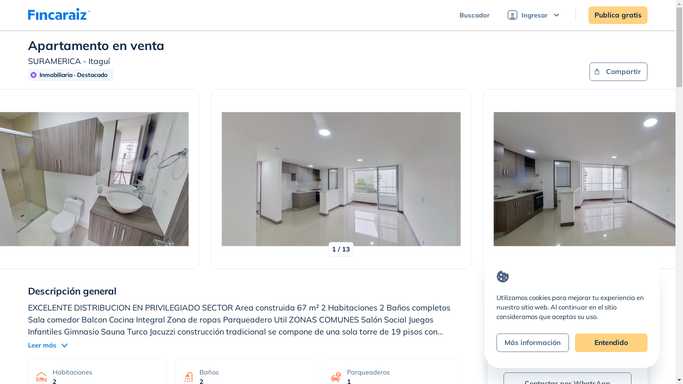 Fincaraiz
Buscador
Ingresar
Publica gratis
Apartamento en venta
SURAMERICA - Itaguí
Inmobiliaria · Destacado
Compartir
1 / 13
Descripción general
EXCELENTE DISTRIBUCION EN PRIVILEGIADO SECTOR Area construida 67 m² 2 Habitaciones 2 Baños completos
Sala comedor Balcon Cocina Integral Zona de ropas Parqueadero Util ZONAS COMUNES Salón Social Juegos
Infantiles Gimnasio Sauna Turco Jacuzzi construcción tradicional se compone de una sola torre de 19 pisos con...
Leer más
Habitaciones
2
Baños
2
Parqueaderos
1
Utilizamos cookies para mejorar tu experiencia en
nuestro sitio web. Al continuar en el sitio
consideramos que aceptas su uso.
Más información
Entendido
Contactar por WhatsApp